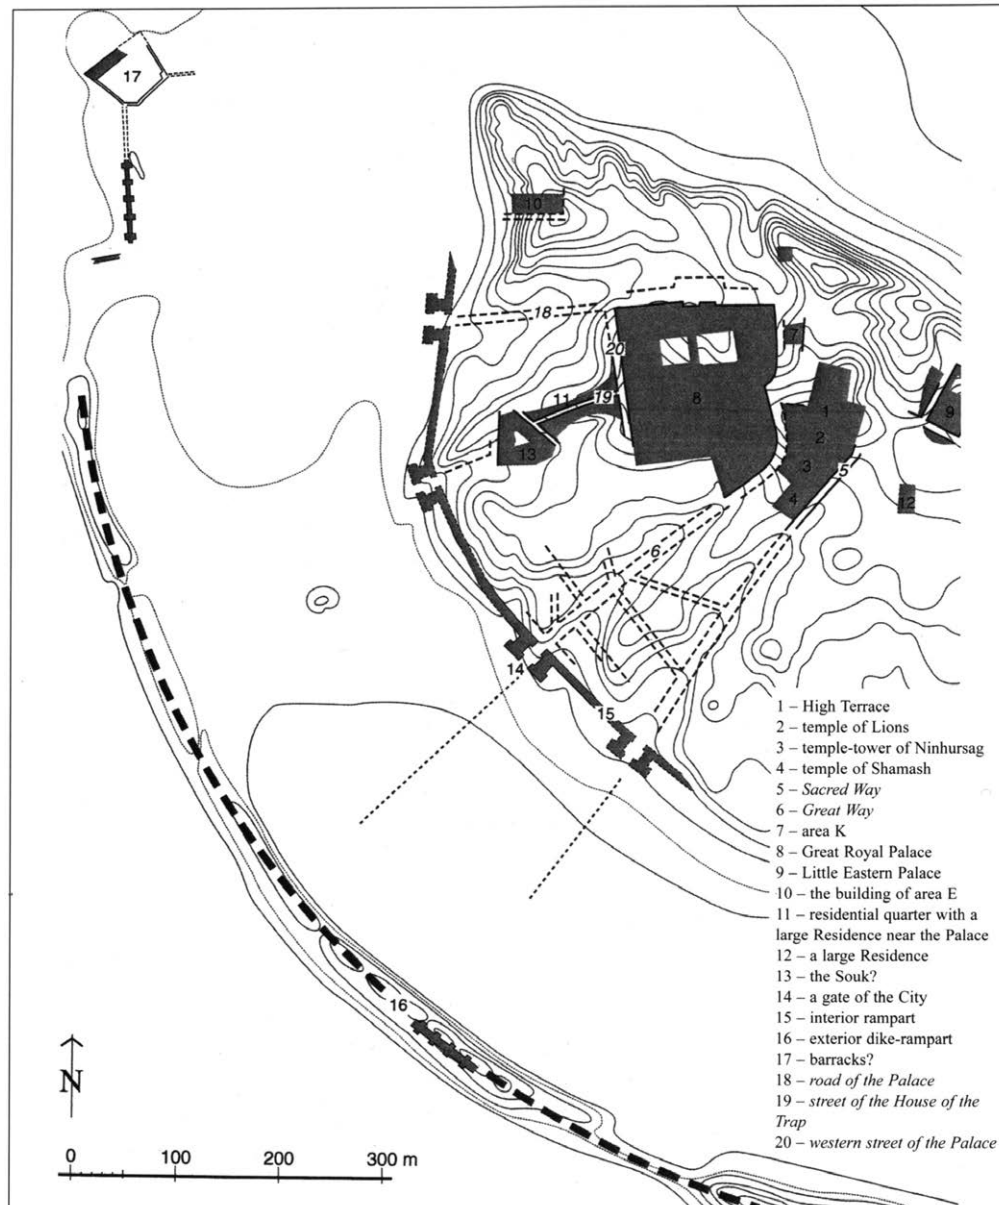 17
10
18
7
20
8
11
19
13
1
2
3
4
5
9
12
6
14
15
16
1 – High Terrace
2 – temple of Lions
3 – temple-tower of Ninhursag
4 – temple of Shamash
5 – Sacred Way
6 – Great Way
7 – area K
8 – Great Royal Palace
9 – Little Eastern Palace
10 – the building of area E
11 – residential quarter with a
large Residence near the Palace
12 – a large Residence
13 – the Souk?
14 – a gate of the City
15 – interior rampart
16 – exterior dike-rampart
17 – barracks?
18 – road of the Palace
19 – street of the House of the
Trap
20 – western street of the Palace
N
0 100 200 300 m